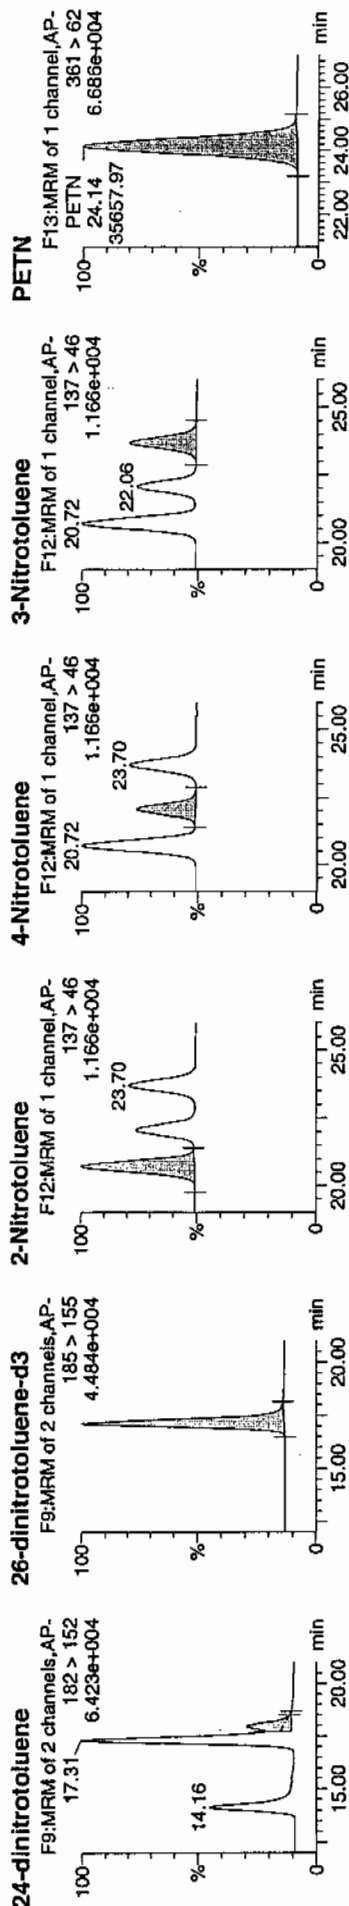 24-dinitrotoluene
F9:MRM of 2 channels,AP-
182 > 152
6.423e+004
17.31
14.16
100
%
0
15.00
20.00
min
26-dinitrotoluene-d3
F9:MRM of 2 channels,AP-
185 > 155
4.484e+004
100
%
0
15.00
20.00
min
2-Nitrotoluene
F12:MRM of 1 channel,AP-
137 > 46
1.166e+004
23.70
100
%
0
20.00
25.00
min
4-Nitrotoluene
F12:MRM of 1 channel,AP-
137 > 46
1.166e+004
20.72
23.70
100
%
0
20.00
25.00
min
3-Nitrotoluene
F12:MRM of 1 channel,AP-
137 > 46
1.166e+004
20.72
22.06
100
%
0
20.00
25.00
min
PETN
F13:MRM of 1 channel,AP-
361 > 62
6.686e+004
PETN
24.14
35657.97
100
%
0
22.00
24.00
26.00
min